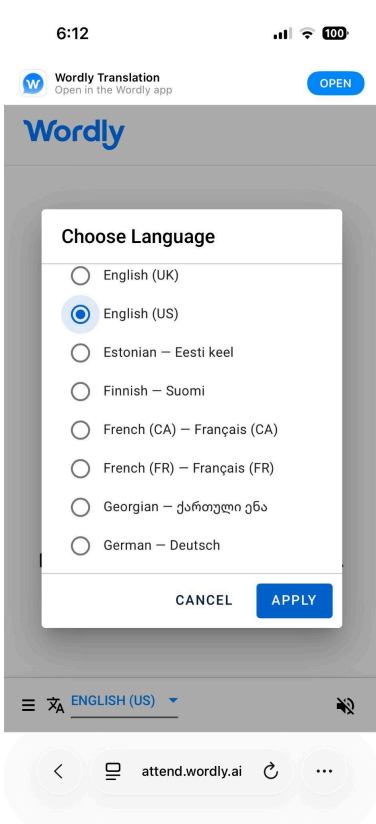 6:12
100
Wordly Translation
Open in the Wordly app
OPEN
Wordly
Choose Language
English (UK)
English (US)
Estonian — Eesti keel
Finnish — Suomi
French (CA) — Français (CA)
French (FR) — Français (FR)
Georgian — ქართული ენა
German — Deutsch
CANCEL
APPLY
ENGLISH (US)
attend.wordly.ai